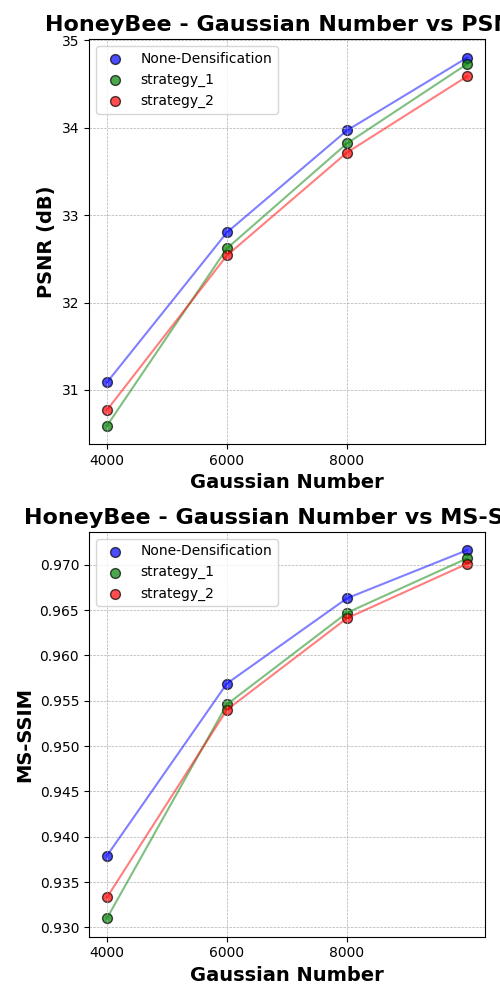 HoneyBee - Gaussian Number vs PSN
35
None-Densification
strategy_1
strategy_2
34
33
32
31
PSNR (dB)
4000 6000 8000
Gaussian Number
HoneyBee - Gaussian Number vs MS-S
None-Densification
strategy_1
strategy_2
0.970
0.965
0.960
0.955
0.950
0.945
0.940
0.935
0.930
MS-SSIM
4000 6000 8000
Gaussian Number